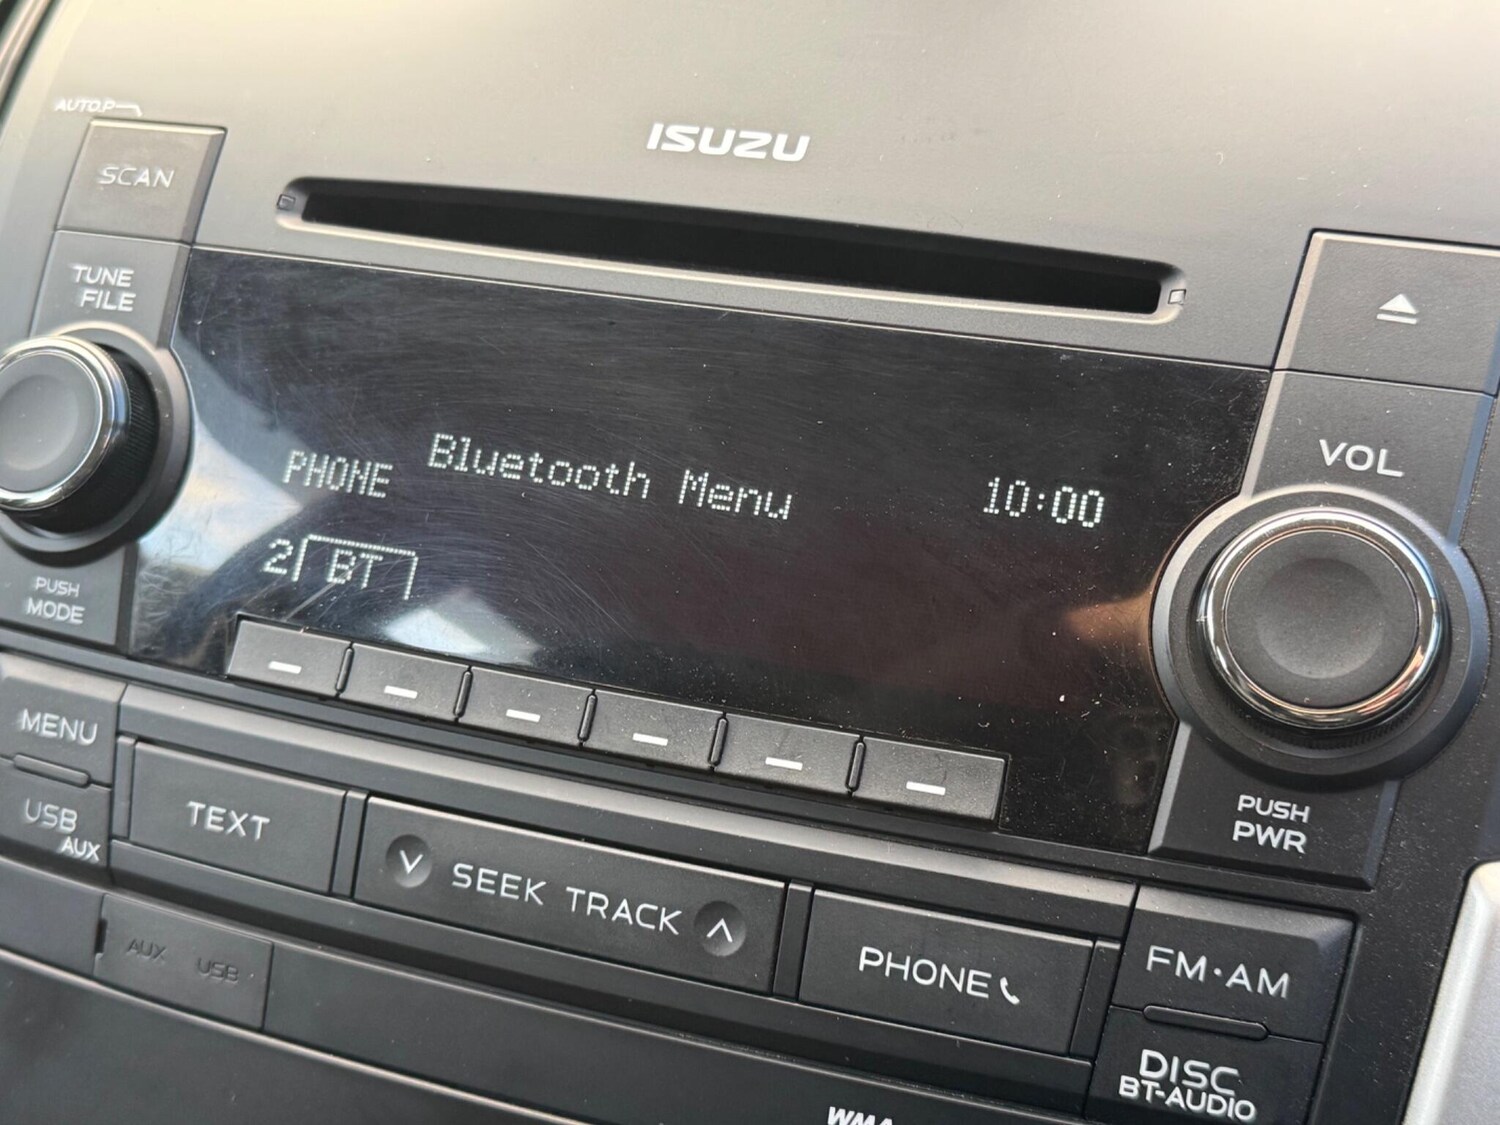 AUTO.P
ISUZU
SCAN
TUNE
FILE
VOL
PHONE Bluetooth Menu 10:00
2 BT
PUSH
MODE
PUSH
PWR
MENU
USB
AUX
TEXT
SEEK TRACK
PHONE
FM·AM
DISC
BT-AUDIO
AUX USB
WMA